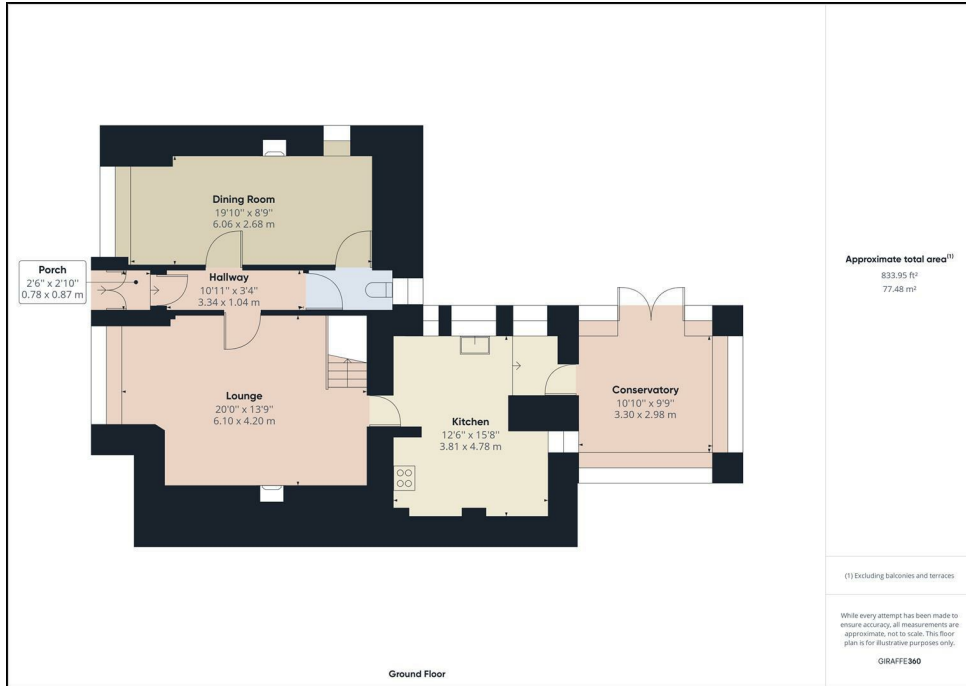 Dining Room
19'10" x 8'9"
6.06 x 2.68 m
Porch
2'6" x 2'10"
0.78 x 0.87 m
Hallway
10'11" x 3'4"
3.34 x 1.04 m
Lounge
20'0" x 13'9"
6.10 x 4.20 m
Kitchen
12'6" x 15'8"
3.81 x 4.78 m
Conservatory
10'10" x 9'9"
3.30 x 2.98 m
Ground Floor
Approximate total area(1)
833.95 ft²
77.48 m²
(1) Excluding balconies and terraces
While every attempt has been made to
ensure accuracy, all measurements are
approximate, not to scale. This floor
plan is for illustrative purposes only.
GIRAFFE360